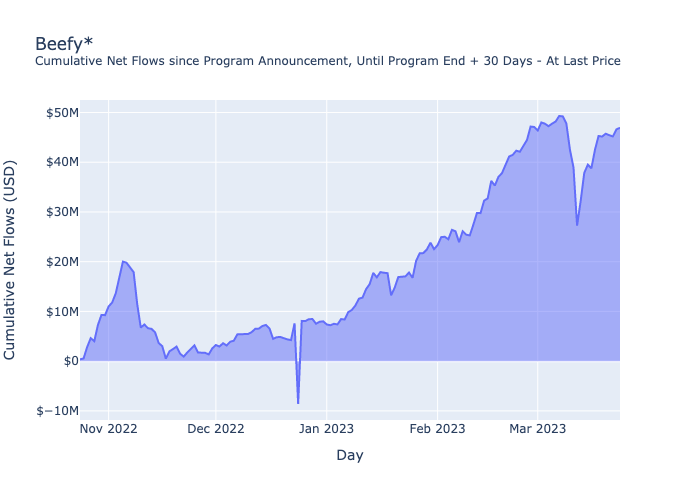 Beefy*
Cumulative Net Flows since Program Announcement, Until Program End + 30 Days - At Last Price
Cumulative Net Flows (USD)
$50M
$40M
$30M
$20M
$10M
$0
$−10M
Nov 2022
Dec 2022
Jan 2023
Feb 2023
Mar 2023
Day